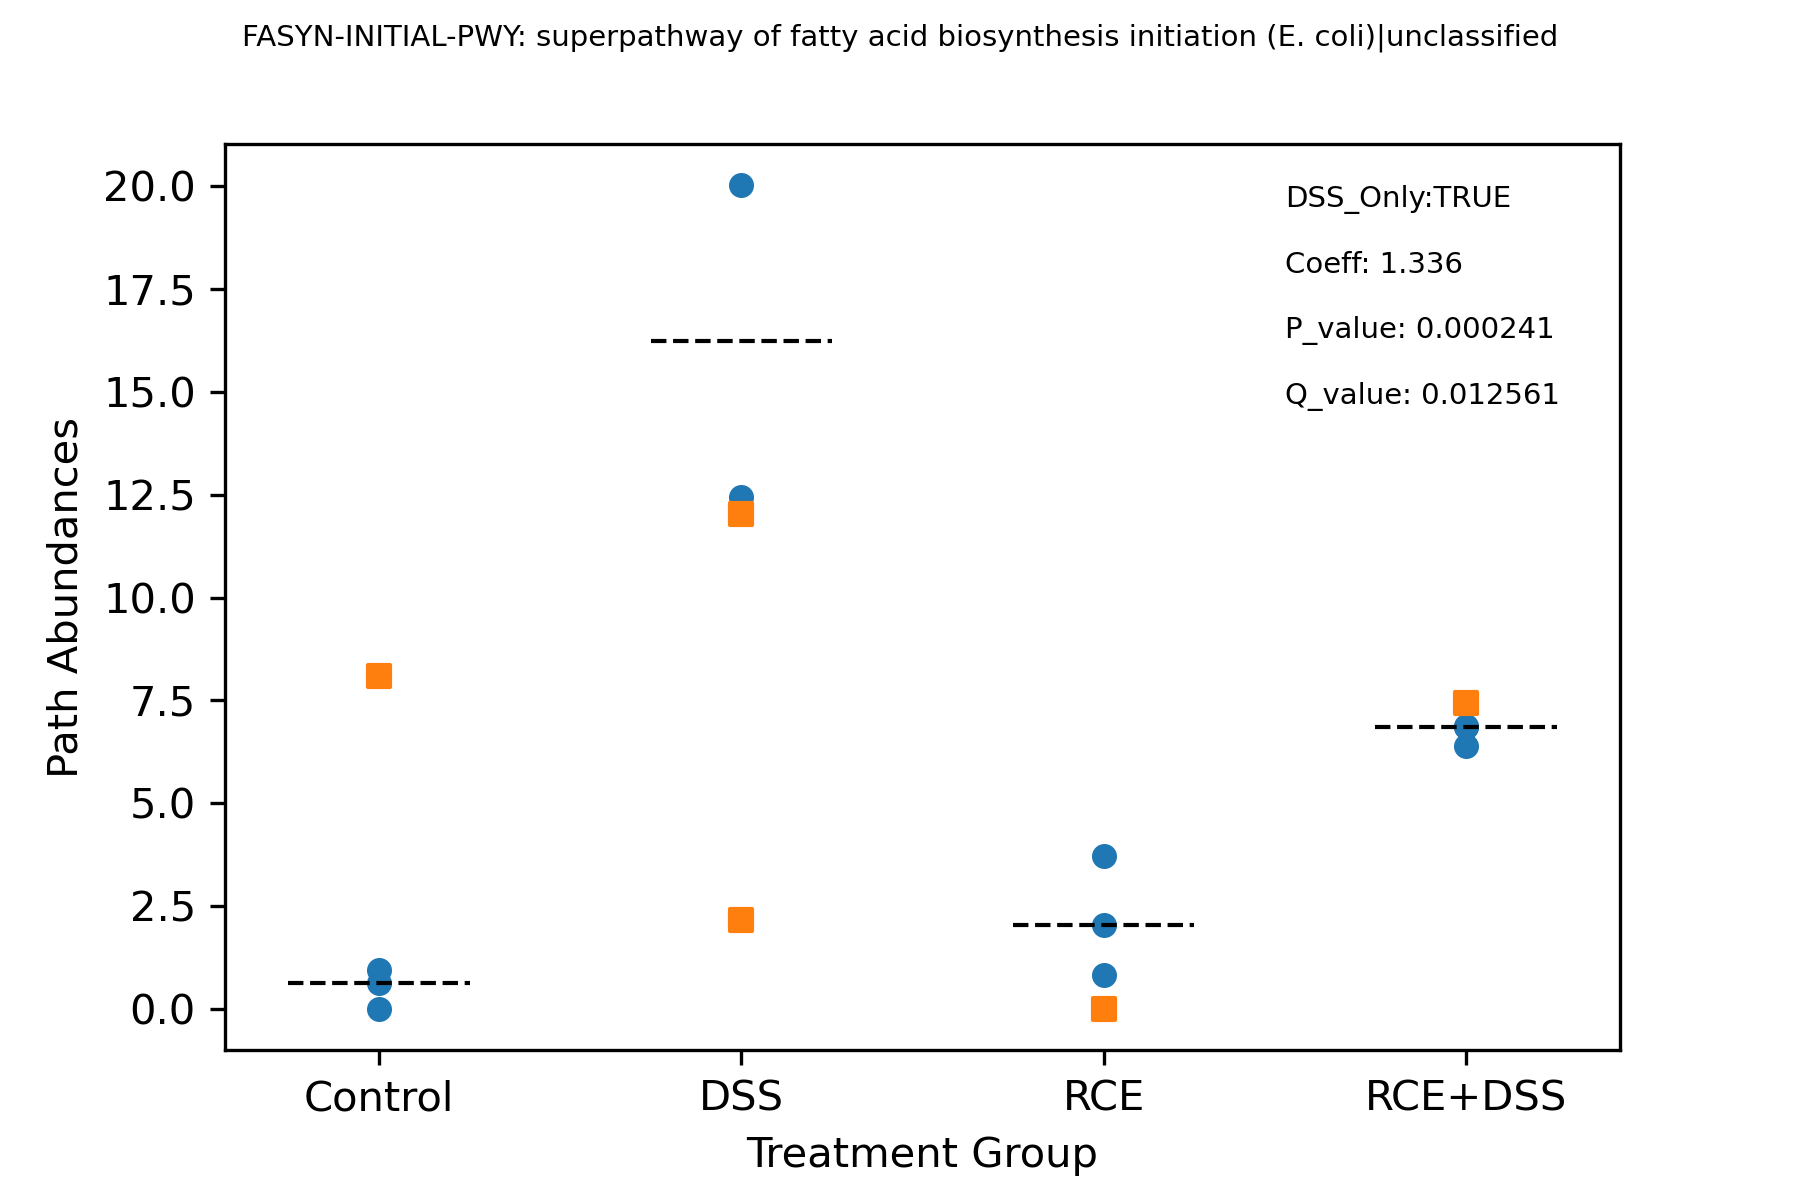 FASYN-INITIAL-PWY: superpathway of fatty acid biosynthesis initiation (E. coli)|unclassified
DSS_Only:TRUE
Coeff: 1.336
P_value: 0.000241
Q_value: 0.012561
Path Abundances
20.0
17.5
15.0
12.5
10.0
7.5
5.0
2.5
0.0
Control DSS RCE RCE+DSS
Treatment Group